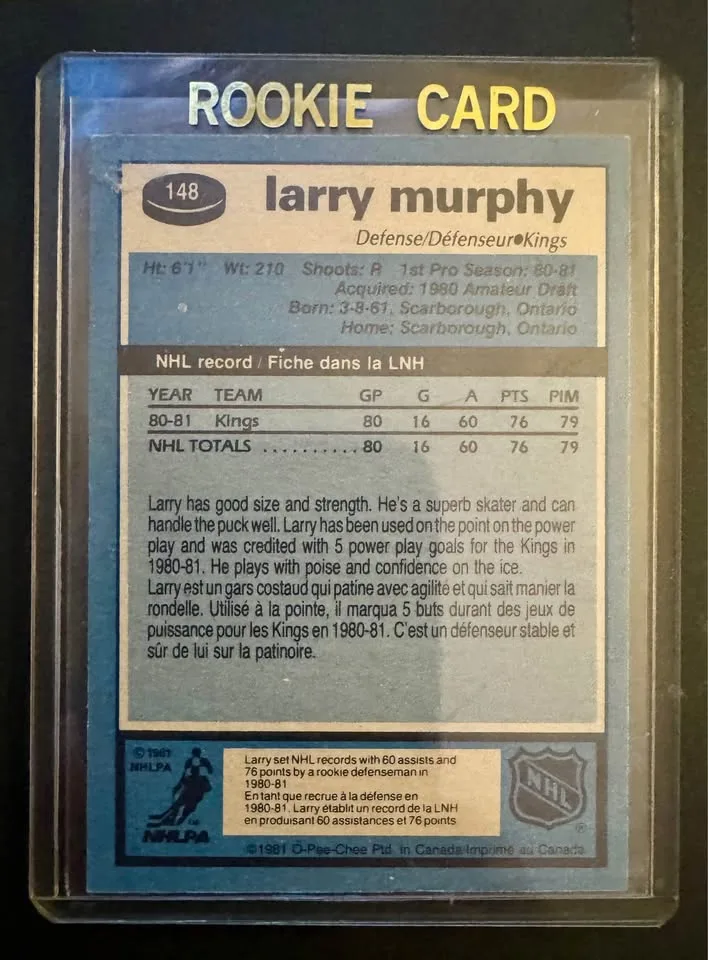 ROOKIE CARD
148
larry murphy
Defense/Défenseur●Kings
Ht: 6'1" Wt: 210 Shoots: R 1st Pro Season: 80-81
Acquired: 1980 Amateur Draft
Born: 3-8-61, Scarborough, Ontario
Home: Scarborough, Ontario
NHL record / Fiche dans la LNH
YEAR TEAM GP G A PTS PIM
80-81 Kings 80 16 60 76 79
NHL TOTALS .......... 80 16 60 76 79
Larry has good size and strength. He's a superb skater and can
handle the puck well. Larry has been used on the point on the power
play and was credited with 5 power play goals for the Kings in
1980-81. He plays with poise and confidence on the ice.
Larry est un gars costaud qui patine avec agilité et qui sait manier la
rondelle. Utilisé à la pointe, il marqua 5 buts durant des jeux de
puissance pour les Kings en 1980-81. C'est un défenseur stable et
sûr de lui sur la patinoire.
© 1981
NHLPA
NHLPA
Larry set NHL records with 60 assists and
76 points by a rookie defenseman in
1980-81
En tant que recrue à la défense en
1980-81. Larry établit un record de la LNH
en produisant 60 assistances et 76 points
NHL
®
©1981 O-Pee-Chee Ptd. in Canada Imprimé au Canada